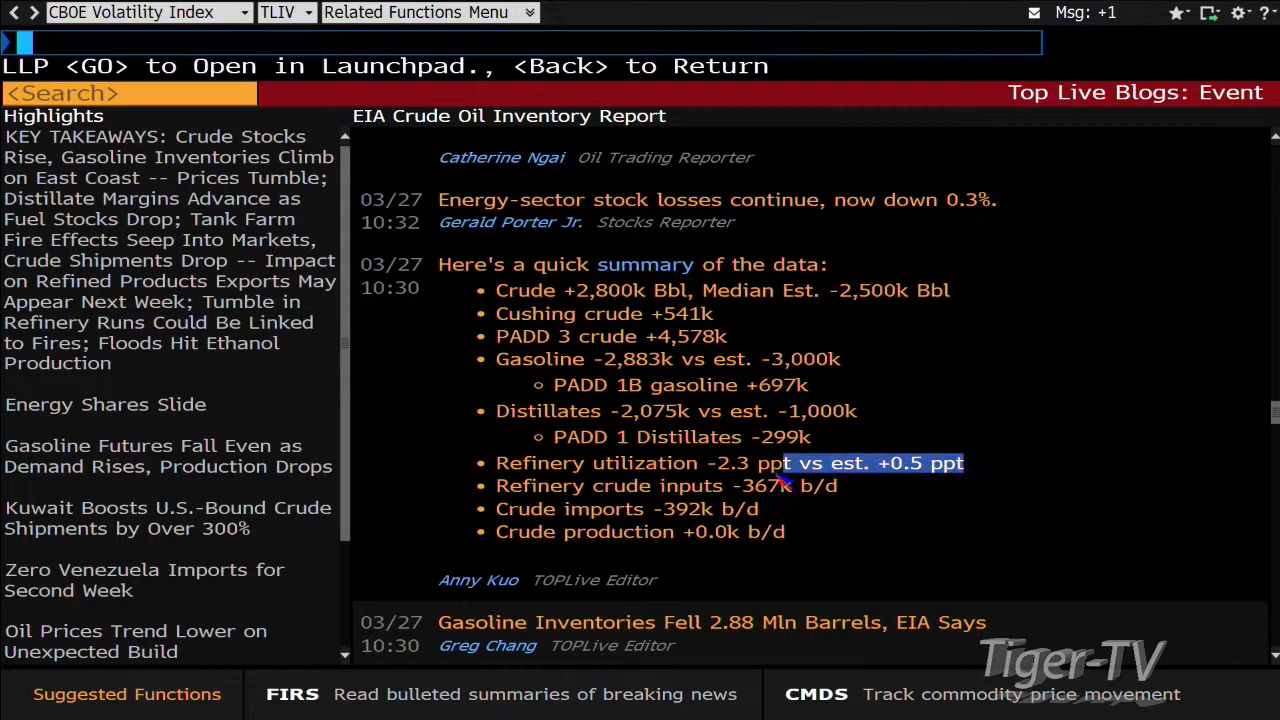 CBOE Volatility Index TLIV Related Functions Menu Msg: +1 ?
LLP <GO> to Open in Launchpad., <Back> to Return
<Search> Top Live Blogs: Event
Highlights
KEY TAKEAWAYS: Crude Stocks
Rise, Gasoline Inventories Climb
on East Coast -- Prices Tumble;
Distillate Margins Advance as
Fuel Stocks Drop; Tank Farm
Fire Effects Seep Into Markets,
Crude Shipments Drop -- Impact
on Refined Products Exports May
Appear Next Week; Tumble in
Refinery Runs Could Be Linked
to Fires; Floods Hit Ethanol
Production
Energy Shares Slide
Gasoline Futures Fall Even as
Demand Rises, Production Drops
Kuwait Boosts U.S.-Bound Crude
Shipments by Over 300%
Zero Venezuela Imports for
Second Week
Oil Prices Trend Lower on
Unexpected Build
EIA Crude Oil Inventory Report
Catherine Ngai Oil Trading Reporter
03/27 Energy-sector stock losses continue, now down 0.3%.
10:32 Gerald Porter Jr. Stocks Reporter
03/27 Here's a quick summary of the data:
10:30 • Crude +2,800k Bbl, Median Est. -2,500k Bbl
• Cushing crude +541k
• PADD 3 crude +4,578k
• Gasoline -2,883k vs est. -3,000k
○ PADD 1B gasoline +697k
• Distillates -2,075k vs est. -1,000k
○ PADD 1 Distillates -299k
• Refinery utilization -2.3 ppt vs est. +0.5 ppt
• Refinery crude inputs -367k b/d
• Crude imports -392k b/d
• Crude production +0.0k b/d
Anny Kuo TOPLive Editor
03/27 Gasoline Inventories Fell 2.88 Mln Barrels, EIA Says
10:30 Greg Chang TOPLive Editor
Tiger-TV
Suggested Functions FIRS Read bulleted summaries of breaking news CMDS Track commodity price movement